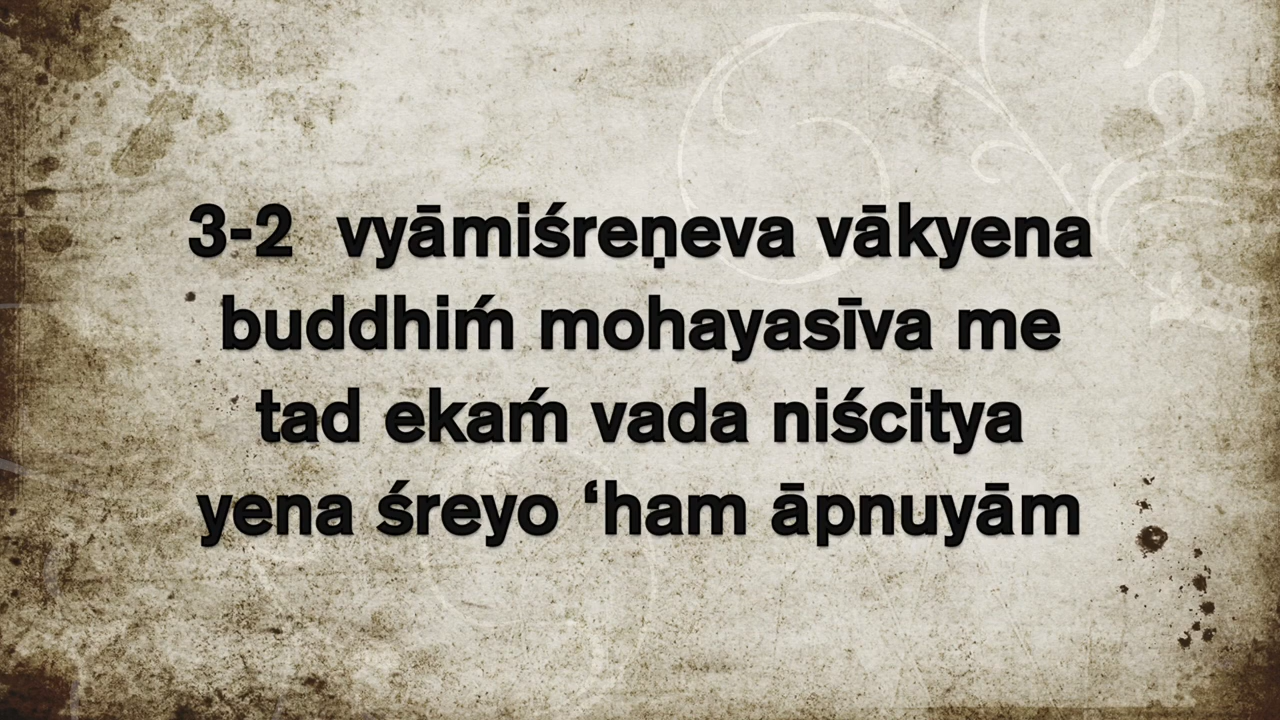 3-2  vyāmiśreṇeva vākyena
buddhiḿ mohayasīva me
tad ekaḿ vada niścitya
yena śreyo ‘ham āpnuyām